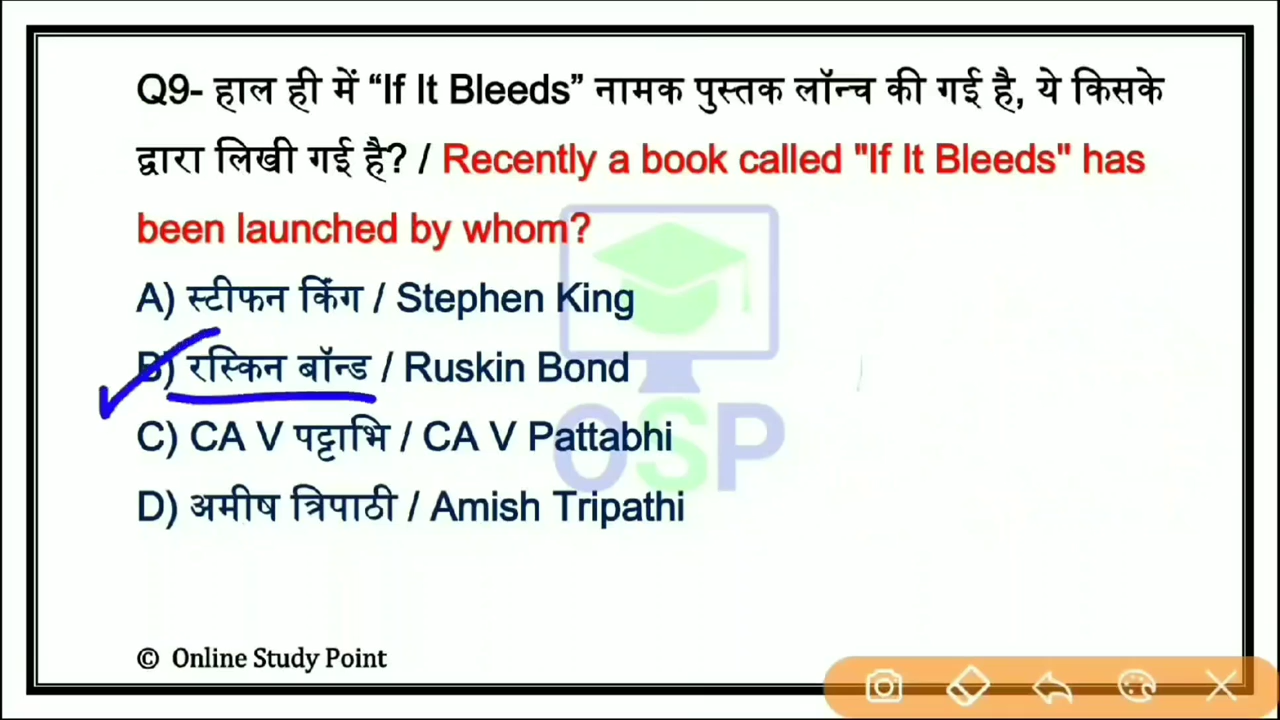 Q9- हाल ही में “If It Bleeds” नामक पुस्तक लॉन्च की गई है, ये किसके
द्वारा लिखी गई है? / Recently a book called "If It Bleeds" has
been launched by whom?
A) स्टीफन किंग / Stephen King
B) रस्किन बॉन्ड / Ruskin Bond
C) CA V पट्टाभि / CA V Pattabhi
D) अमीष त्रिपाठी / Amish Tripathi
OSP
© Online Study Point